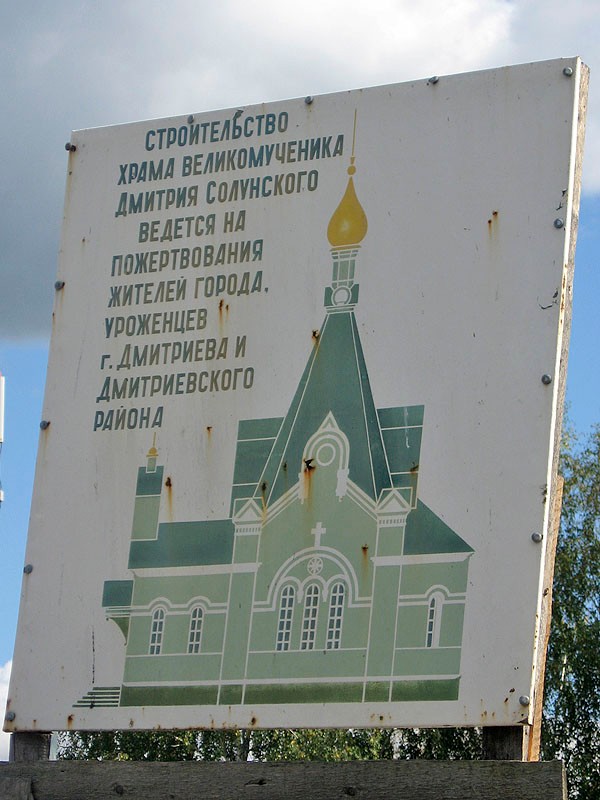 СТРОИТЕЛЬСТВО
ХРАМА ВЕЛИКОМУЧЕНИКА
ДМИТРИЯ СОЛУНСКОГО
ВЕДЕТСЯ НА
ПОЖЕРТВОВАНИЯ
ЖИТЕЛЕЙ ГОРОДА,
УРОЖЕНЦЕВ
г. ДМИТРИЕВА И
ДМИТРИЕВСКОГО
РАЙОНА